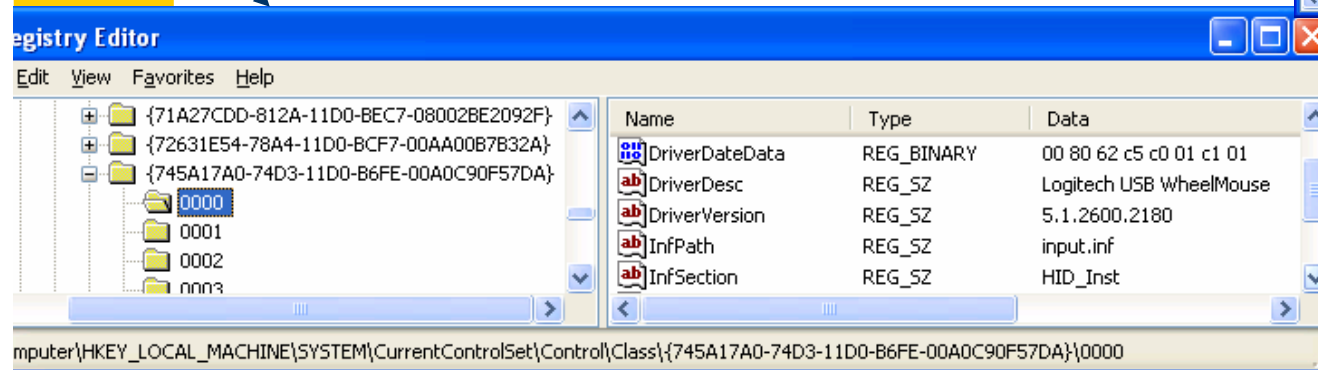 egistry Editor
Edit View Favorites Help
{71A27CDD-812A-11D0-BEC7-08002BE2092F}
{72631E54-78A4-11D0-BCF7-00AA00B7B32A}
{745A17A0-74D3-11D0-B6FE-00A0C90F57DA}
0000
0001
0002
0003
Name Type Data
DriverDateData REG_BINARY 00 80 62 c5 c0 01 c1 01
DriverDesc REG_SZ Logitech USB WheelMouse
DriverVersion REG_SZ 5.1.2600.2180
InfPath REG_SZ input.inf
InfSection REG_SZ HID_Inst
mputer\HKEY_LOCAL_MACHINE\SYSTEM\CurrentControlSet\Control\Class\{745A17A0-74D3-11D0-B6FE-00A0C90F57DA}\0000